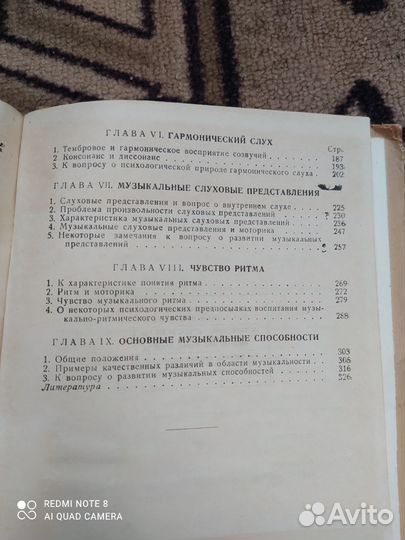 ГЛАВА VI. ГАРМОНИЧЕСКИЙ СЛУХ
Стр.
1. Тембровое и гармоническое восприятие созвучий . . . . . . 187
2. Консонанс и диссонанс . . . . . . . . . . . . . 193
3. К вопросу о психологической природе гармонического слуха 202
ГЛАВА VII. МУЗЫКАЛЬНЫЕ СЛУХОВЫЕ ПРЕДСТАВЛЕНИЯ
1. Слуховые представления и вопрос о внутреннем слухе . . . 225
2. Проблема произвольности слуховых представлений . . . . 230
3. Характеристика музыкальных слуховых представлений . . . 236
4. Музыкальные слуховые представления и моторика . . . . 247
5. Некоторые замечания к вопросу о развитии музыкальных
представлений . . . . . . . . . . . . . . . . 257
ГЛАВА VIII. ЧУВСТВО РИТМА
1. К характеристике понятия ритма . . . . . . . . . . 269
2. Ритм и моторика . . . . . . . . . . . . . . . 272
3. Чувство музыкального ритма . . . . . . . . . . . 279
4. О некоторых психологических предпосылках воспитания музы-
кально-ритмического чувства . . . . . . . . . . . 288
ГЛАВА IX. ОСНОВНЫЕ МУЗЫКАЛЬНЫЕ СПОСОБНОСТИ
1. Общие положения . . . . . . . . . . . . . . . 303
2. Примеры качественных различий в области музыкальности . . 308
3. К вопросу о развитии музыкальных способностей . . . . . 316
Литература . . . . . . . . . . . . . . . . . . 326
REDMI NOTE 8
AI QUAD CAMERA
Avito